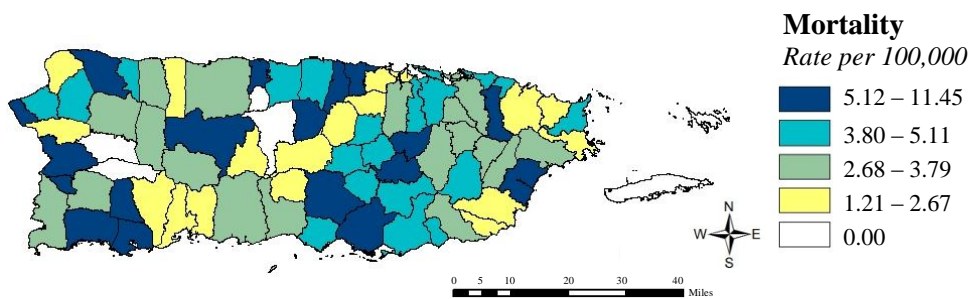 Mortality
Rate per 100,000
5.12 – 11.45
3.80 – 5.11
2.68 – 3.79
1.21 – 2.67
0.00
N
W E
S
0 5 10 20 30 40
Miles